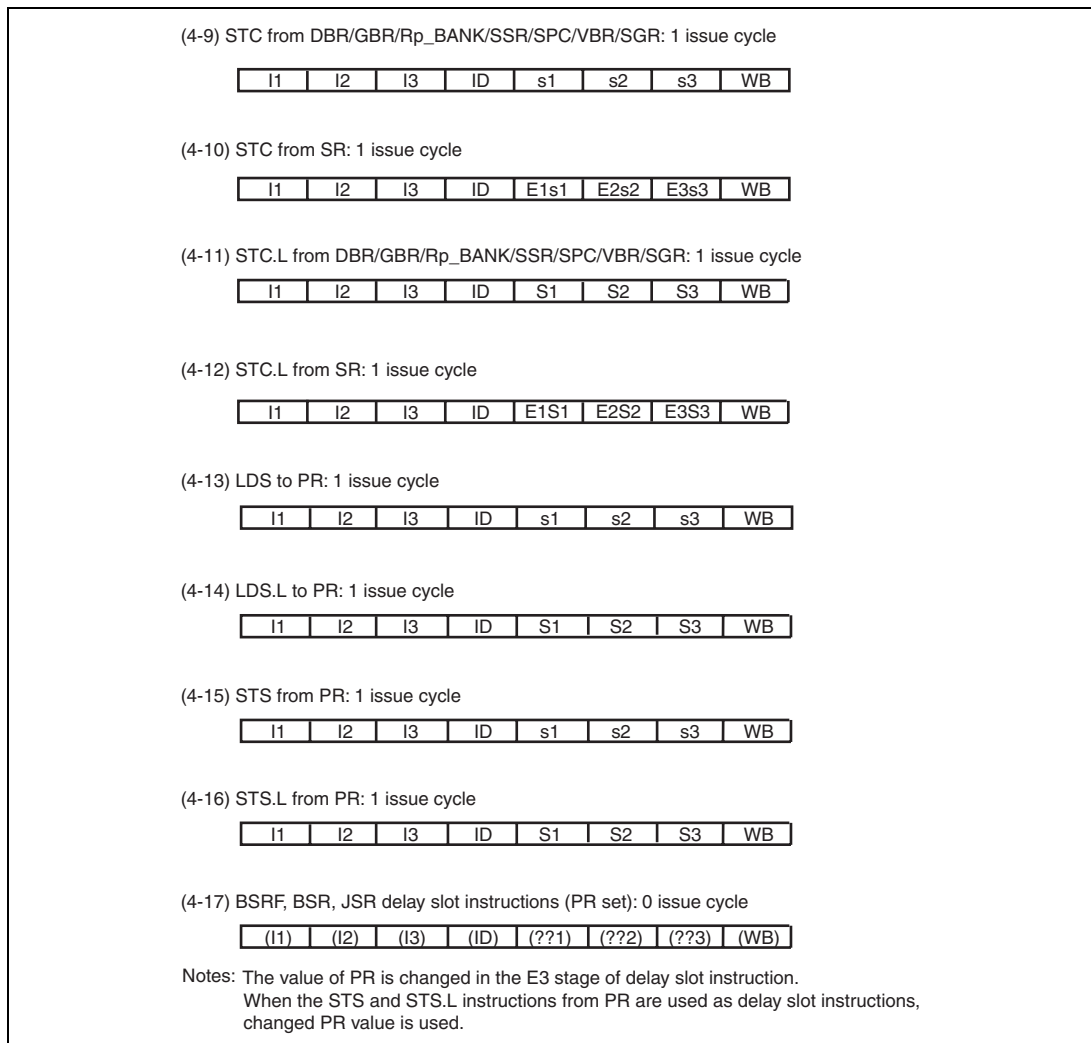 (4-9) STC from DBR/GBR/Rp_BANK/SSR/SPC/VBR/SGR: 1 issue cycle
I1 I2 I3 ID s1 s2 s3 WB
(4-10) STC from SR: 1 issue cycle
I1 I2 I3 ID E1s1 E2s2 E3s3 WB
(4-11) STC.L from DBR/GBR/Rp_BANK/SSR/SPC/VBR/SGR: 1 issue cycle
I1 I2 I3 ID S1 S2 S3 WB
(4-12) STC.L from SR: 1 issue cycle
I1 I2 I3 ID E1S1 E2S2 E3S3 WB
(4-13) LDS to PR: 1 issue cycle
I1 I2 I3 ID s1 s2 s3 WB
(4-14) LDS.L to PR: 1 issue cycle
I1 I2 I3 ID S1 S2 S3 WB
(4-15) STS from PR: 1 issue cycle
I1 I2 I3 ID s1 s2 s3 WB
(4-16) STS.L from PR: 1 issue cycle
I1 I2 I3 ID S1 S2 S3 WB
(4-17) BSRF, BSR, JSR delay slot instructions (PR set): 0 issue cycle
(I1) (I2) (I3) (ID) (??1) (??2) (??3) (WB)
Notes: The value of PR is changed in the E3 stage of delay slot instruction.
When the STS and STS.L instructions from PR are used as delay slot instructions,
changed PR value is used.